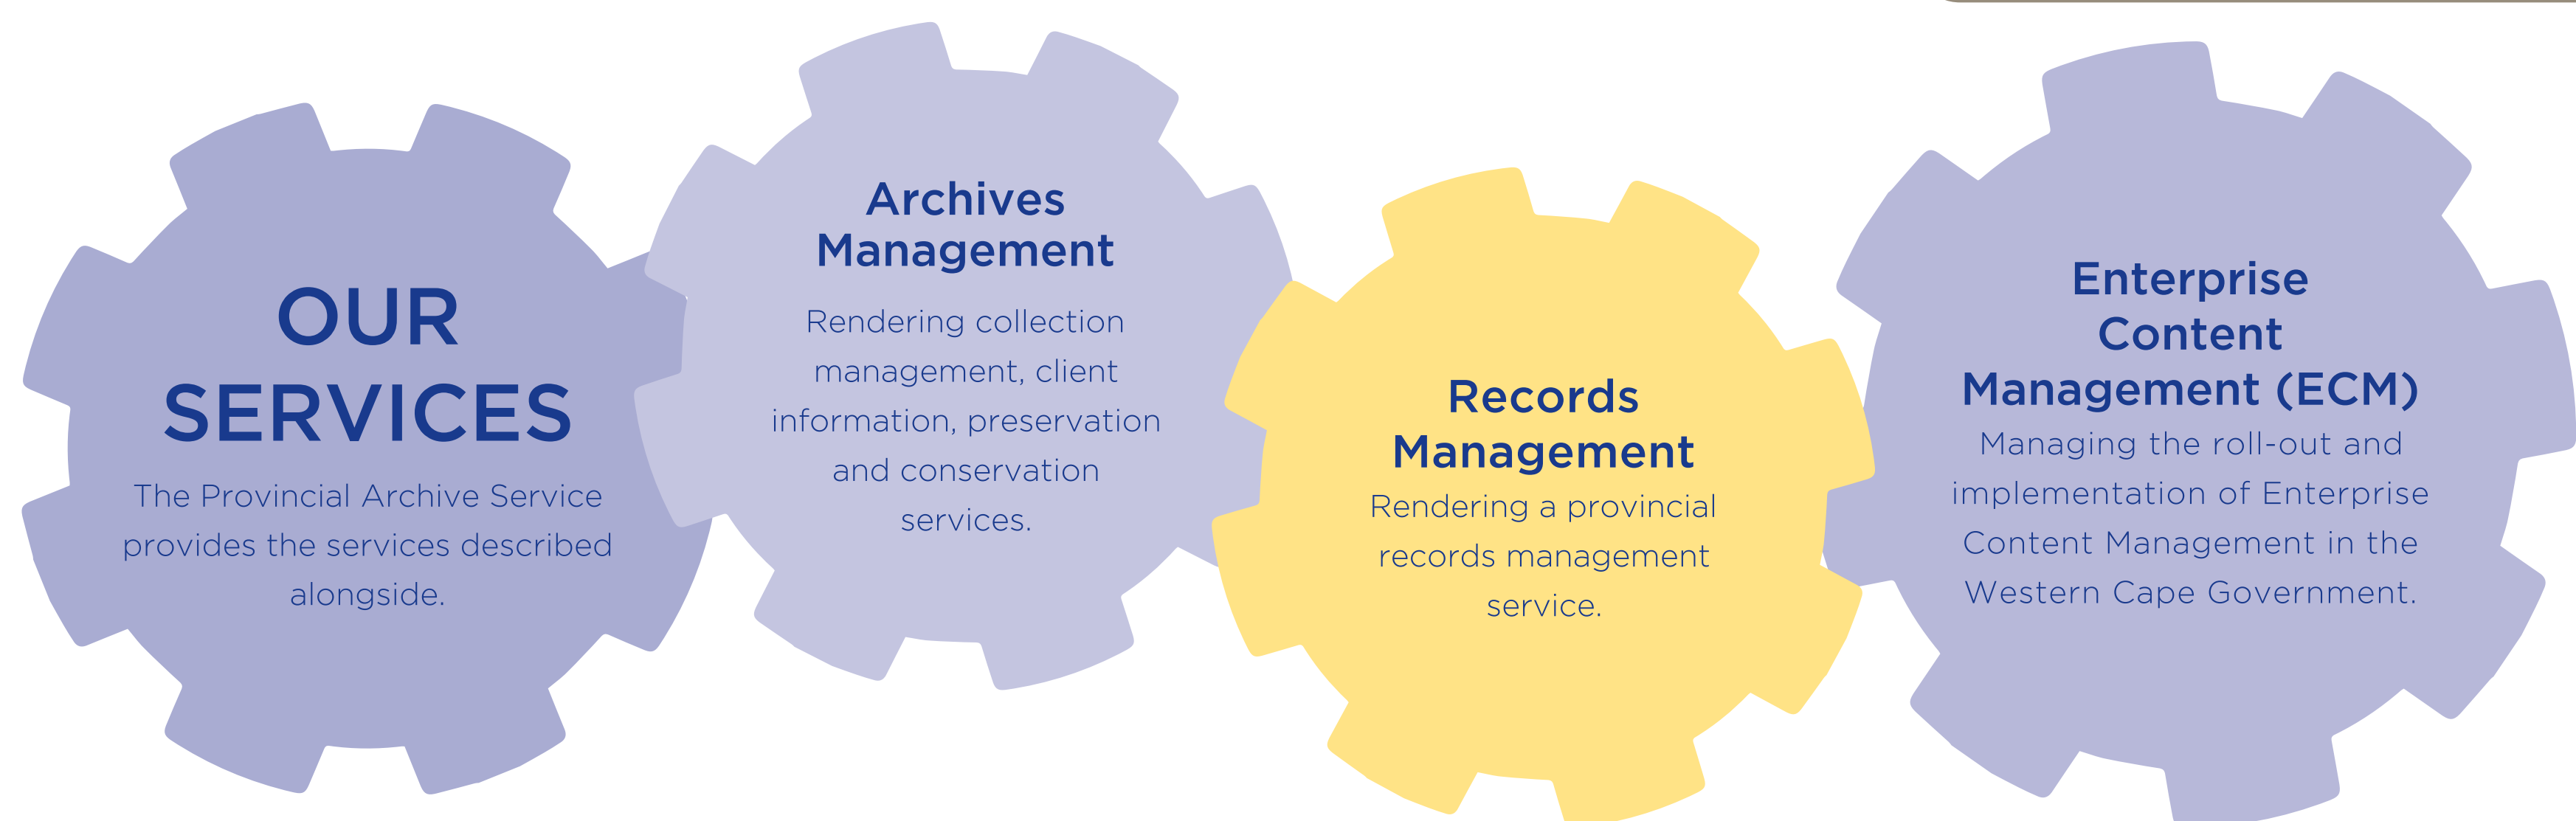 OUR
SERVICES
The Provincial Archive Service
provides the services described
alongside.
Archives
Management
Rendering collection
management, client
information, preservation
and conservation
services.
Records
Management
Rendering a provincial
records management
service.
Enterprise
Content
Management (ECM)
Managing the roll-out and
implementation of Enterprise
Content Management in the
Western Cape Government.